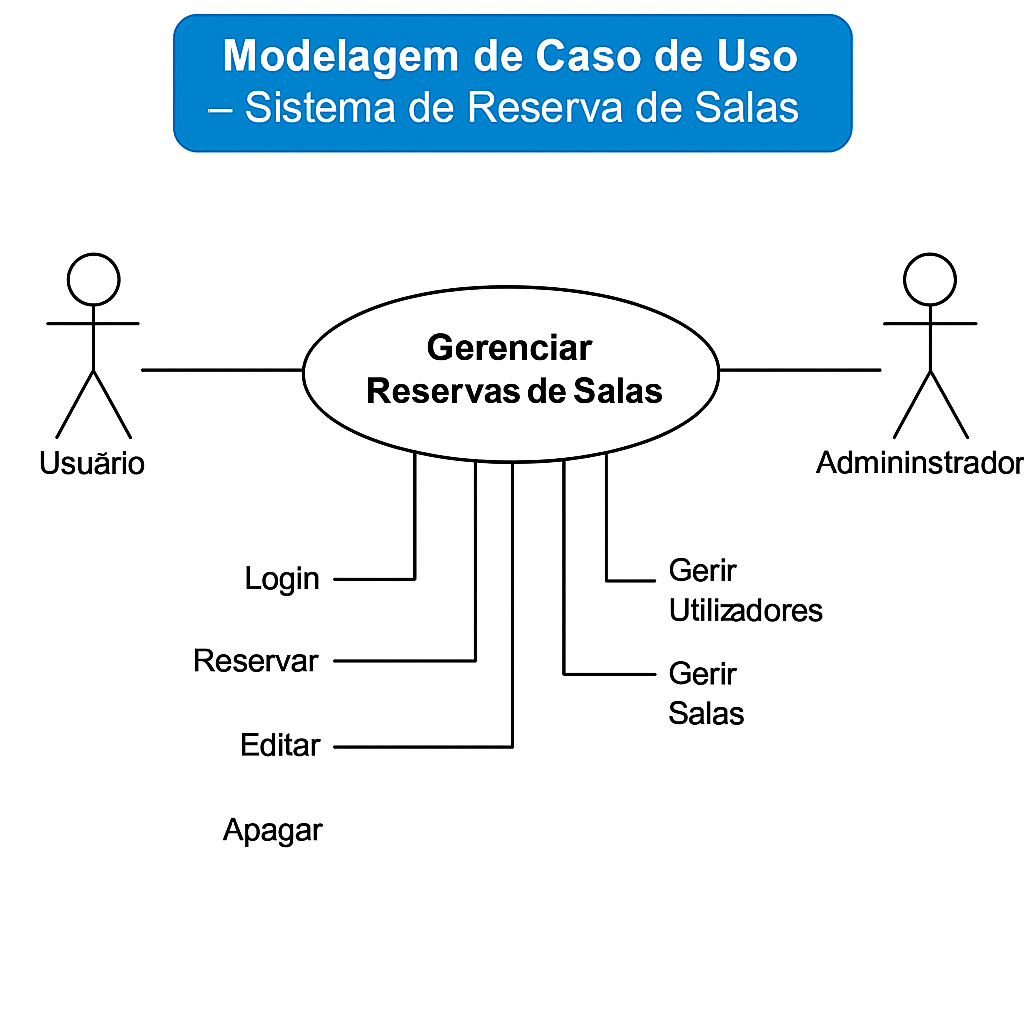 Modelagem de Caso de Uso
– Sistema de Reserva de Salas
Gerenciar
Reservas de Salas
Usuărio
Admininstrador
Login
Reservar
Editar
Apagar
Gerir
Utilizadores
Gerir
Salas